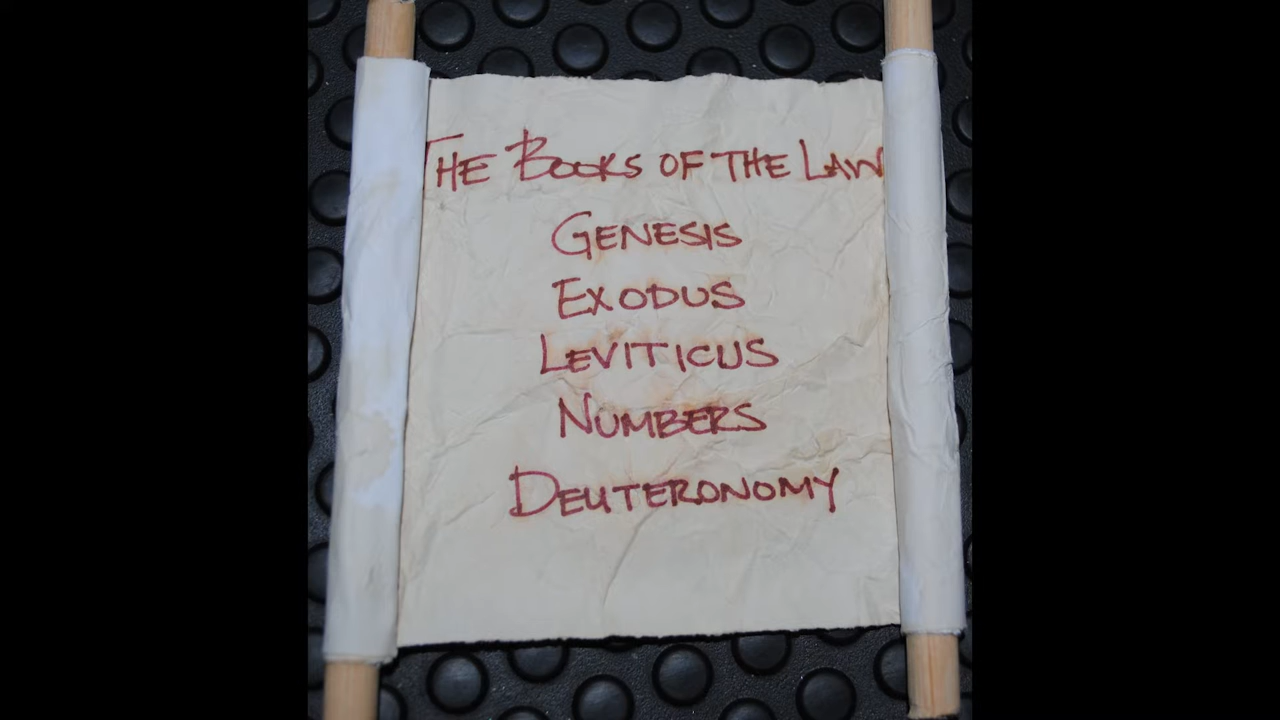 The Books of the Law
Genesis
Exodus
Leviticus
Numbers
Deuteronomy